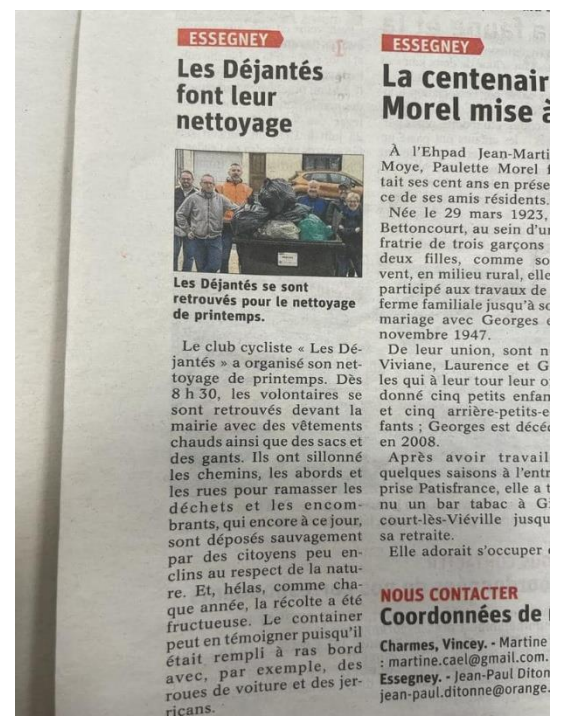 ESSEGNEY
Les Déjantés
font leur
nettoyage
Les Déjantés se sont
retrouvés pour le nettoyage
de printemps.
Le club cycliste « Les Dé-
jantés » a organisé son net-
toyage de printemps. Dès
8 h 30, les volontaires se
sont retrouvés devant la
mairie avec des vêtements
chauds ainsi que des sacs et
des gants. Ils ont sillonné
les chemins, les abords et
les rues pour ramasser les
déchets et les encom-
brants, qui encore à ce jour,
sont déposés sauvagement
par des citoyens peu en-
clins au respect de la natu-
re. Et, hélas, comme cha-
que année, la récolte a été
fructueuse. Le container
peut en témoigner puisqu'il
était rempli à ras bord
avec, par exemple, des
roues de voiture et des jer-
ricans.
ESSEGNEY
La centenair
Morel mise à
À l'Ehpad Jean-Marti
Moye, Paulette Morel f
tait ses cent ans en prése
ce de ses amis résidents.
Née le 29 mars 1923,
Bettoncourt, au sein d'u
fratrie de trois garçons
deux filles, comme so
vent, en milieu rural, elle
participé aux travaux de
ferme familiale jusqu'à so
mariage avec Georges e
novembre 1947.
De leur union, sont n
Viviane, Laurence et G
les qui à leur tour leur o
donné cinq petits enfan
et cinq arrière-petits-e
fants ; Georges est décéd
en 2008.
Après avoir travail
quelques saisons à l'entr
prise Patisfrance, elle a t
nu un bar tabac à Gi
court-lès-Viéville jusqu
sa retraite.
Elle adorait s'occuper
NOUS CONTACTER
Coordonnées de
Charmes, Vincey. - Martine
: martine.cael@gmail.com.
Essegney. - Jean-Paul Diton
jean-paul.ditonne@orange.